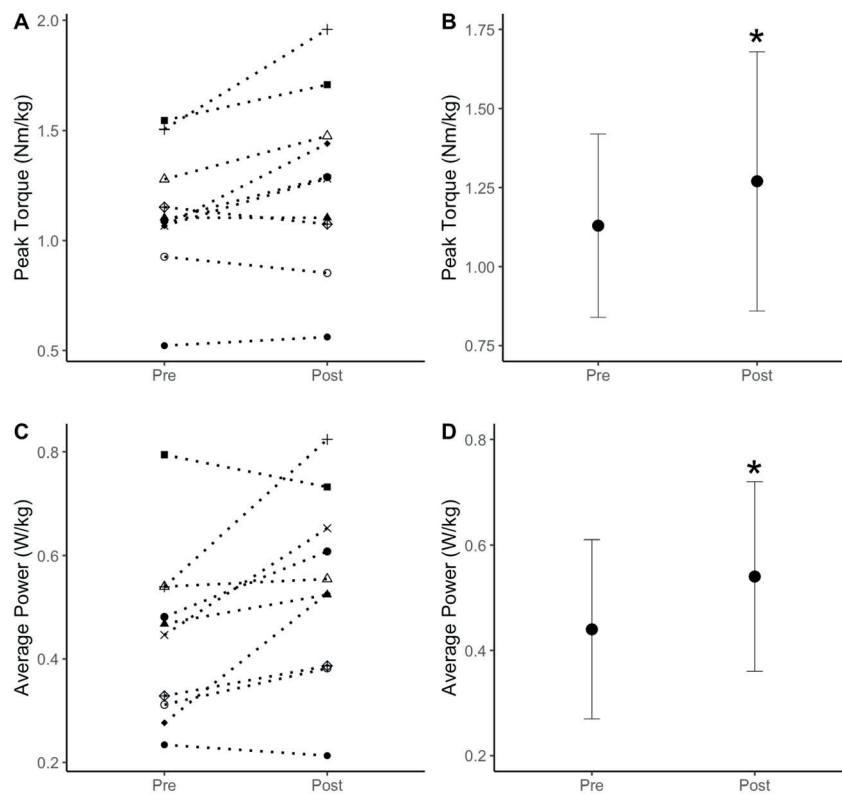 A
Peak Torque (Nm/kg)
2.0
1.5
1.0
0.5
Pre
Post
B
Peak Torque (Nm/kg)
1.75
1.50
1.25
1.00
0.75
*
Pre
Post
C
Average Power (W/kg)
0.8
0.6
0.4
0.2
Pre
Post
D
Average Power (W/kg)
0.8
0.6
0.4
0.2
*
Pre
Post